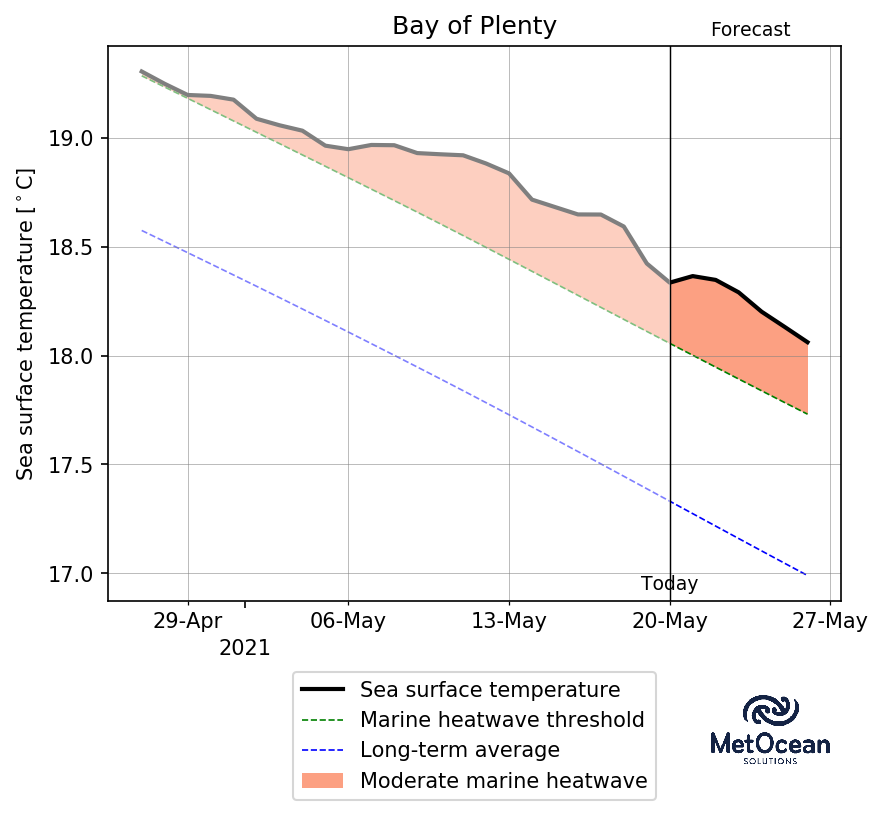 Bay of Plenty
Forecast
Sea surface temperature [°C]
19.0
18.5
18.0
17.5
17.0
Today
29-Apr 06-May 13-May 20-May 27-May
2021
Sea surface temperature
Marine heatwave threshold
Long-term average
Moderate marine heatwave
MetOcean
SOLUTIONS